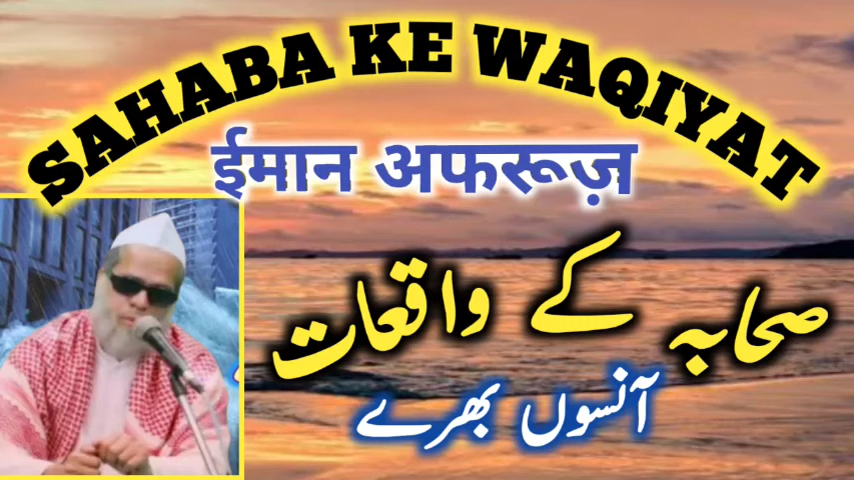 SAHABA KE WAQIYAT
ईमान अफरूज़
صحابہ کے واقعات
آنسوں بھرے